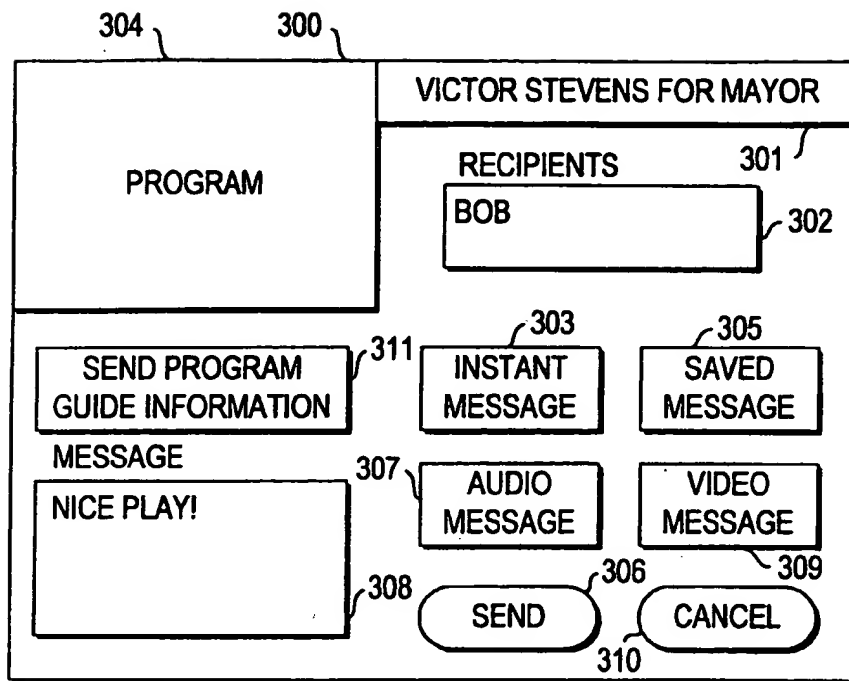 304
300
VICTOR STEVENS FOR MAYOR
301
PROGRAM
RECIPIENTS
BOB
302
303
305
SEND PROGRAM
GUIDE INFORMATION
311
INSTANT
MESSAGE
SAVED
MESSAGE
MESSAGE
NICE PLAY!
308
307
AUDIO
MESSAGE
VIDEO
MESSAGE
306
309
SEND
CANCEL
310